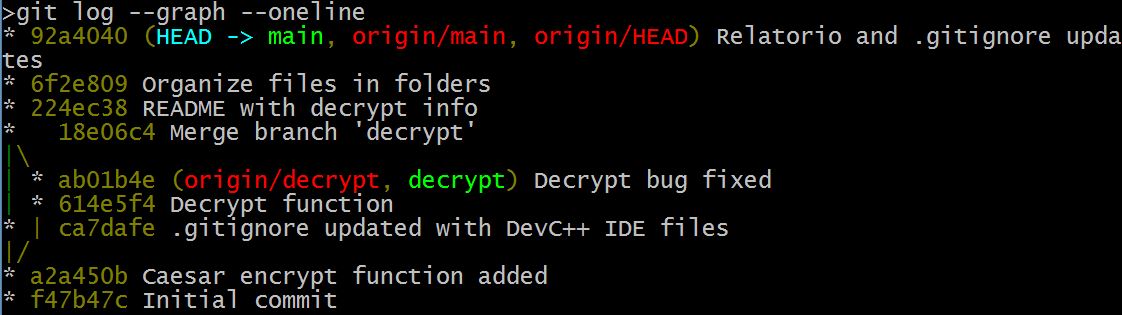 >git log --graph --oneline
* 92a4040 (HEAD -> main, origin/main, origin/HEAD) Relatorio and .gitignore upda
tes
* 6f2e809 Organize files in folders
* 224ec38 README with decrypt info
*   18e06c4 Merge branch 'decrypt'
|\
| * ab01b4e (origin/decrypt, decrypt) Decrypt bug fixed
| * 614e5f4 Decrypt function
* | ca7dafe .gitignore updated with DevC++ IDE files
|/
* a2a450b Caesar encrypt function added
* f47b47c Initial commit